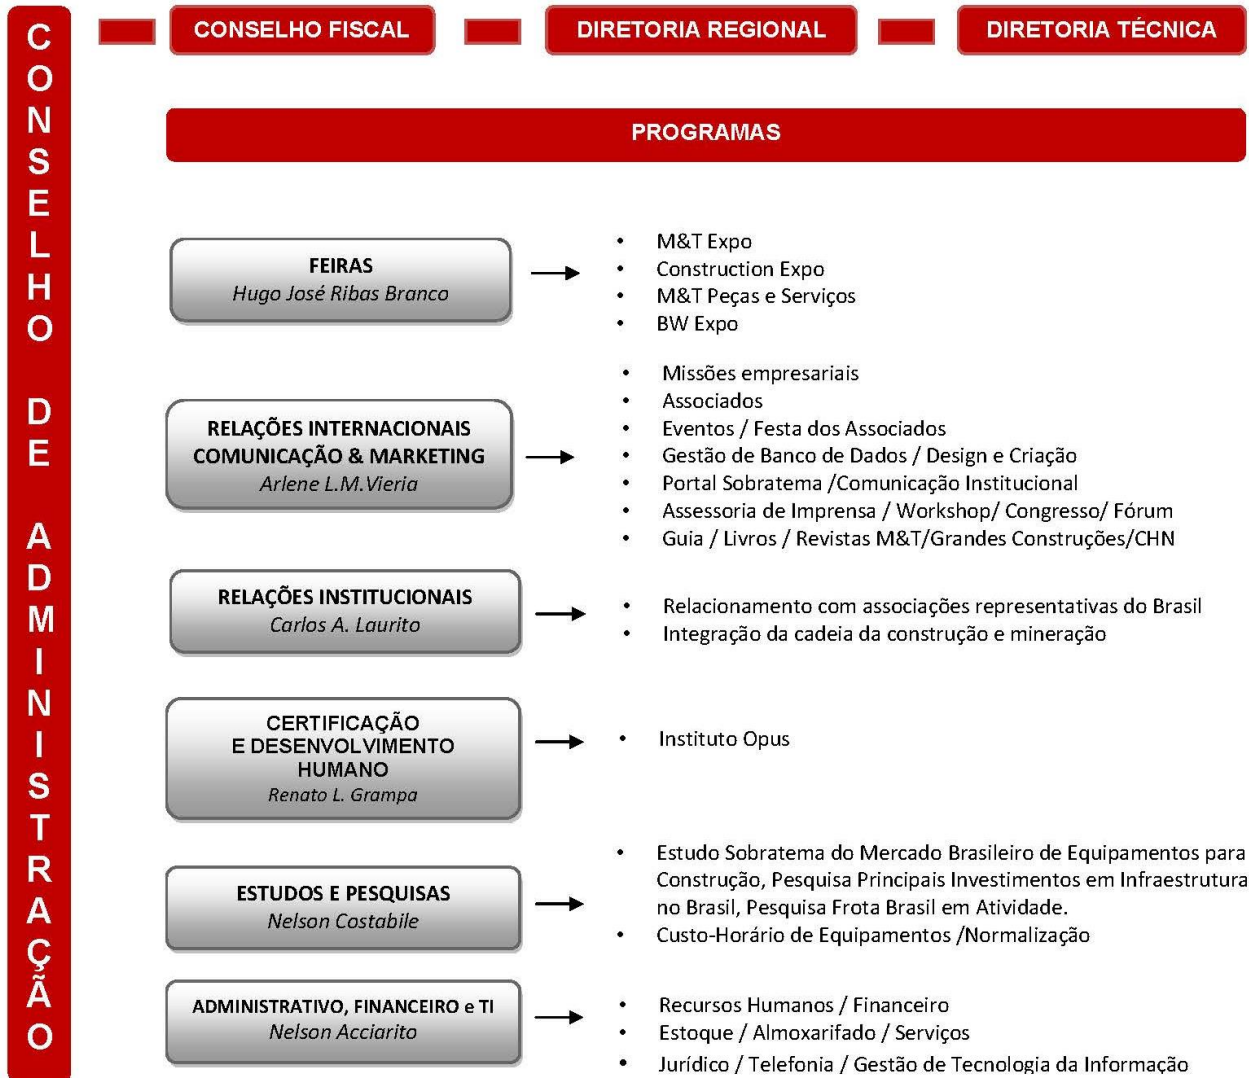 CONSELHO DE ADMINISTRAÇÃO
CONSELHO FISCAL
DIRETORIA REGIONAL
DIRETORIA TÉCNICA
PROGRAMAS
FEIRAS
Hugo José Ribas Branco
• M&T Expo
• Construction Expo
• M&T Peças e Serviços
• BW Expo
RELAÇÕES INTERNACIONAIS
COMUNICAÇÃO & MARKETING
Arlene L.M.Vieria
• Missões empresariais
• Associados
• Eventos / Festa dos Associados
• Gestão de Banco de Dados / Design e Criação
• Portal Sobratema /Comunicação Institucional
• Assessoria de Imprensa / Workshop/ Congresso/ Fórum
• Guia / Livros / Revistas M&T/Grandes Construções/CHN
RELAÇÕES INSTITUCIONAIS
Carlos A. Laurito
• Relacionamento com associações representativas do Brasil
• Integração da cadeia da construção e mineração
CERTIFICAÇÃO
E DESENVOLVIMENTO
HUMANO
Renato L. Grampa
• Instituto Opus
ESTUDOS E PESQUISAS
Nelson Costabile
• Estudo Sobratema do Mercado Brasileiro de Equipamentos para
Construção, Pesquisa Principais Investimentos em Infraestrutura
no Brasil, Pesquisa Frota Brasil em Atividade.
• Custo-Horário de Equipamentos /Normalização
ADMINISTRATIVO, FINANCEIRO e TI
Nelson Acciarito
• Recursos Humanos / Financeiro
• Estoque / Almoxarifado / Serviços
• Jurídico / Telefonia / Gestão de Tecnologia da Informação